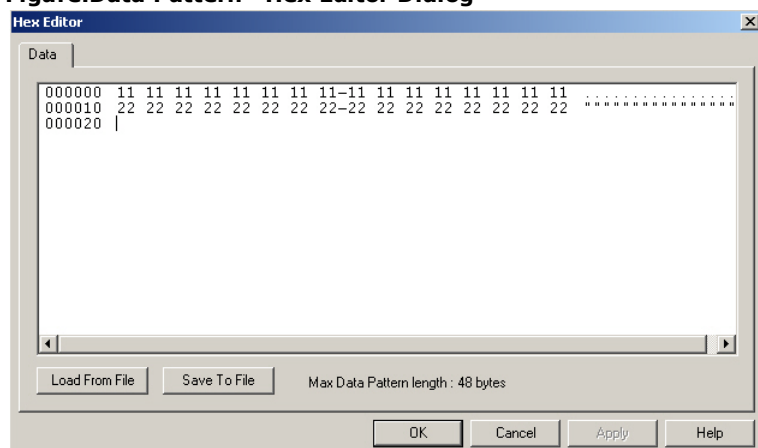 Figure:Data Pattern - Hex Editor Dialog
Hex Editor
Data
000000 11 11 11 11 11 11 11 11-11 11 11 11 11 11 11 11 ................
000010 22 22 22 22 22 22 22 22-22 22 22 22 22 22 22 22 """"""""""""""""
000020
Load From File Save To File Max Data Pattern length : 48 bytes
OK Cancel Apply Help